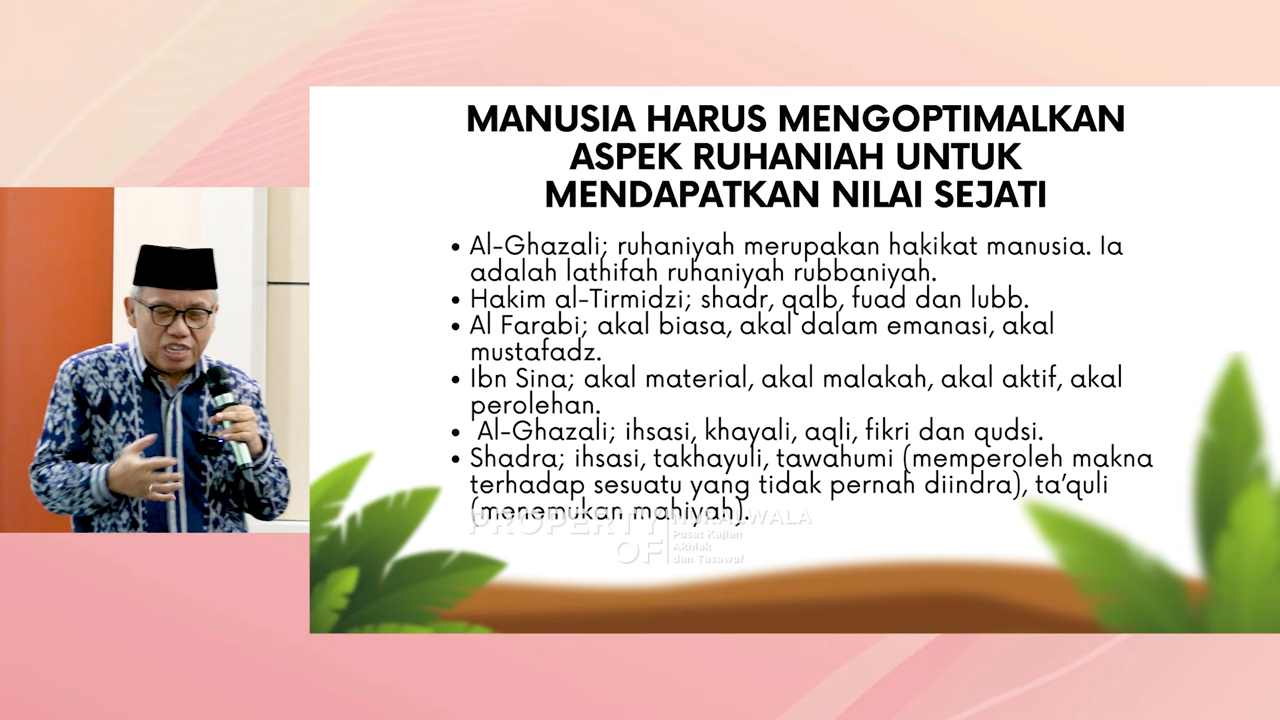 MANUSIA HARUS MENGOPTIMALKAN
ASPEK RUHANIAH UNTUK
MENDAPATKAN NILAI SEJATI
• Al-Ghazali; ruhaniyah merupakan hakikat manusia. Ia
adalah lathifah ruhaniyah rubbaniyah.
• Hakim al-Tirmidzi; shadr, qalb, fuad dan lubb.
• Al Farabi; akal biasa, akal dalam emanasi, akal
mustafadz.
• Ibn Sina; akal material, akal malakah, akal aktif, akal
perolehan.
• Al-Ghazali; ihsasi, khayali, aqli, fikri dan qudsi.
• Shadra; ihsasi, takhayuli, tawahumi (memperoleh makna
terhadap sesuatu yang tidak pernah diindra), ta’quli
(menemukan mahiyah).
PROPERTY
OF
Pusat Kajian
Akhlak
dan Tasawuf